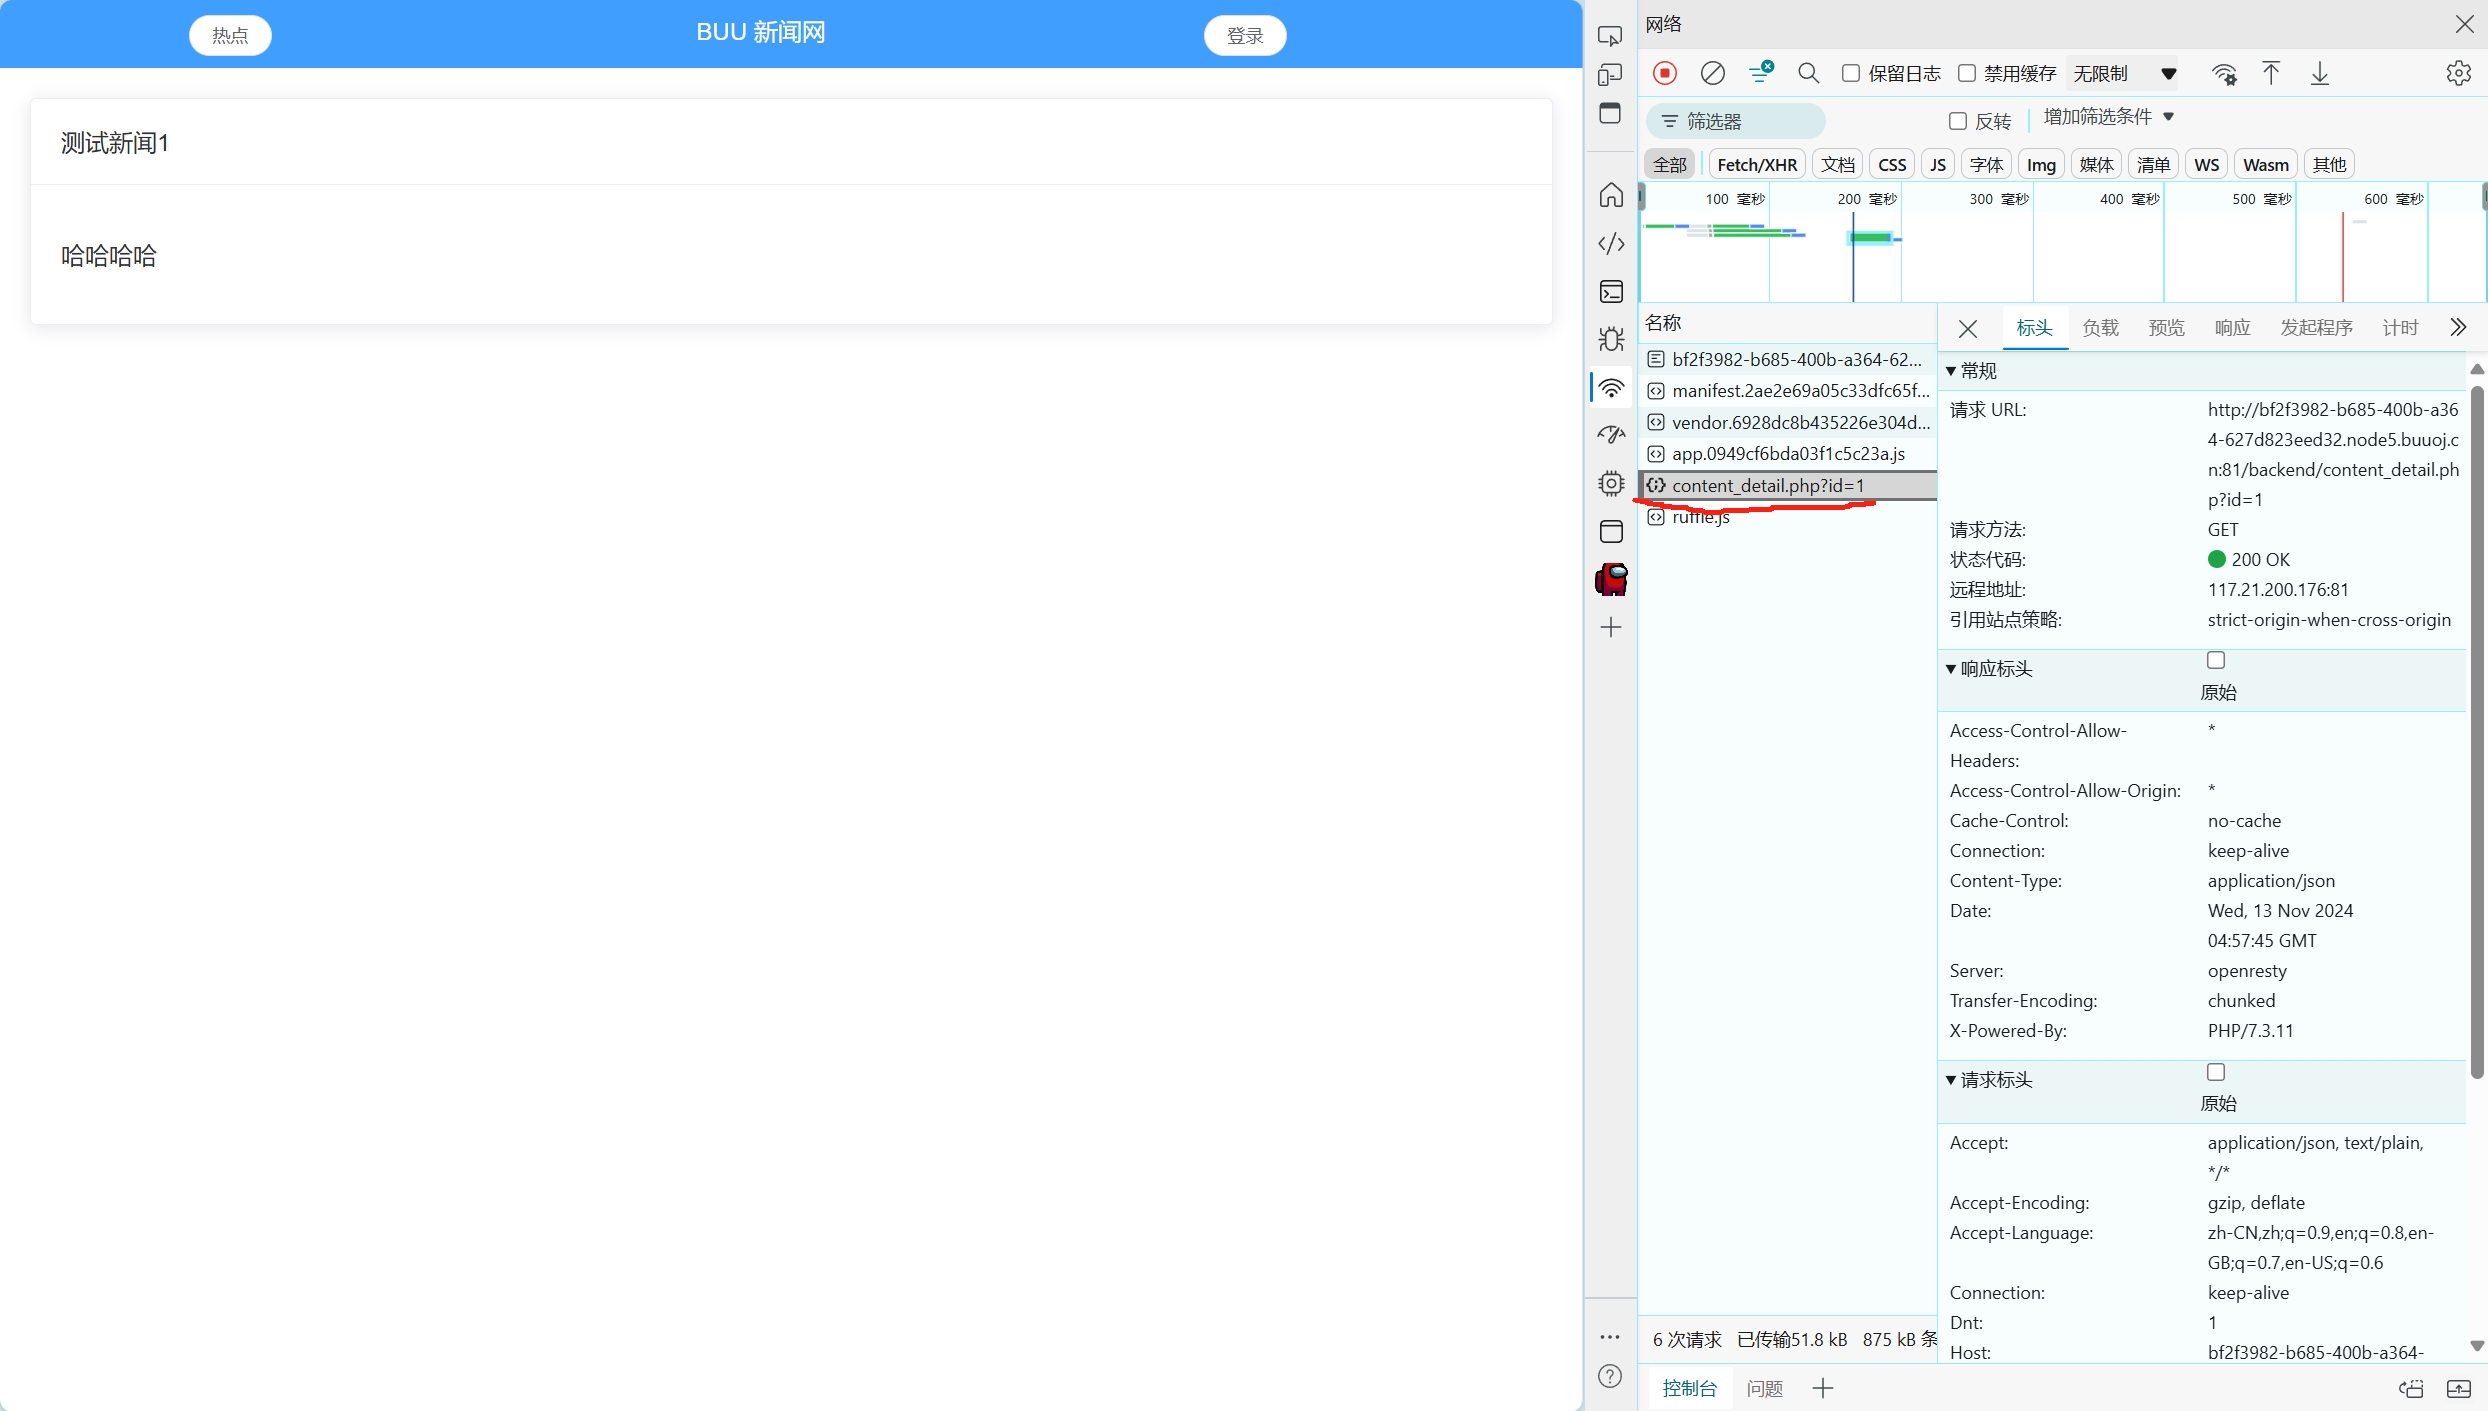 热点
BUU 新闻网
登录
测试新闻1
哈哈哈哈
网络
保留日志
禁用缓存
无限制
筛选器
反转
增加筛选条件
全部
Fetch/XHR
文档
CSS
JS
字体
Img
媒体
清单
WS
Wasm
其他
100 毫秒
200 毫秒
300 毫秒
400 毫秒
500 毫秒
600 毫秒
名称
bf2f3982-b685-400b-a364-62...
manifest.2ae2e69a05c33dfc65f...
vendor.6928dc8b435226e304d...
app.0949cf6bda03f1c5c23a.js
content_detail.php?id=1
ruffle.js
标头
负载
预览
响应
发起程序
计时
常规
请求 URL:
http://bf2f3982-b685-400b-a36
4-627d823eed32.node5.buuoj.c
n:81/backend/content_detail.ph
p?id=1
请求方法:
GET
状态代码:
200 OK
远程地址:
117.21.200.176:81
引用站点策略:
strict-origin-when-cross-origin
响应标头
原始
Access-Control-Allow-
Headers:
*
Access-Control-Allow-Origin:
*
Cache-Control:
no-cache
Connection:
keep-alive
Content-Type:
application/json
Date:
Wed, 13 Nov 2024
04:57:45 GMT
Server:
openresty
Transfer-Encoding:
chunked
X-Powered-By:
PHP/7.3.11
请求标头
原始
Accept:
application/json, text/plain,
*/*
Accept-Encoding:
gzip, deflate
Accept-Language:
zh-CN,zh;q=0.9,en;q=0.8,en-
GB;q=0.7,en-US;q=0.6
Connection:
keep-alive
Dnt:
1
Host:
bf2f3982-b685-400b-a364-
6 次请求
已传输51.8 kB
875 kB 条
控制台
问题